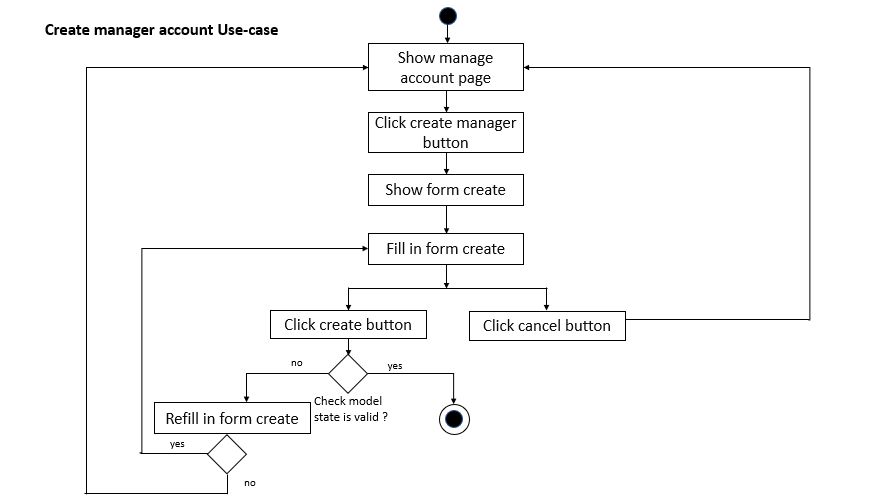 Create manager account Use-case
Show manage
account page
Click create manager
button
Show form create
Fill in form create
Click create button
Click cancel button
no
yes
Check model
state is valid ?
Refill in form create
yes
no